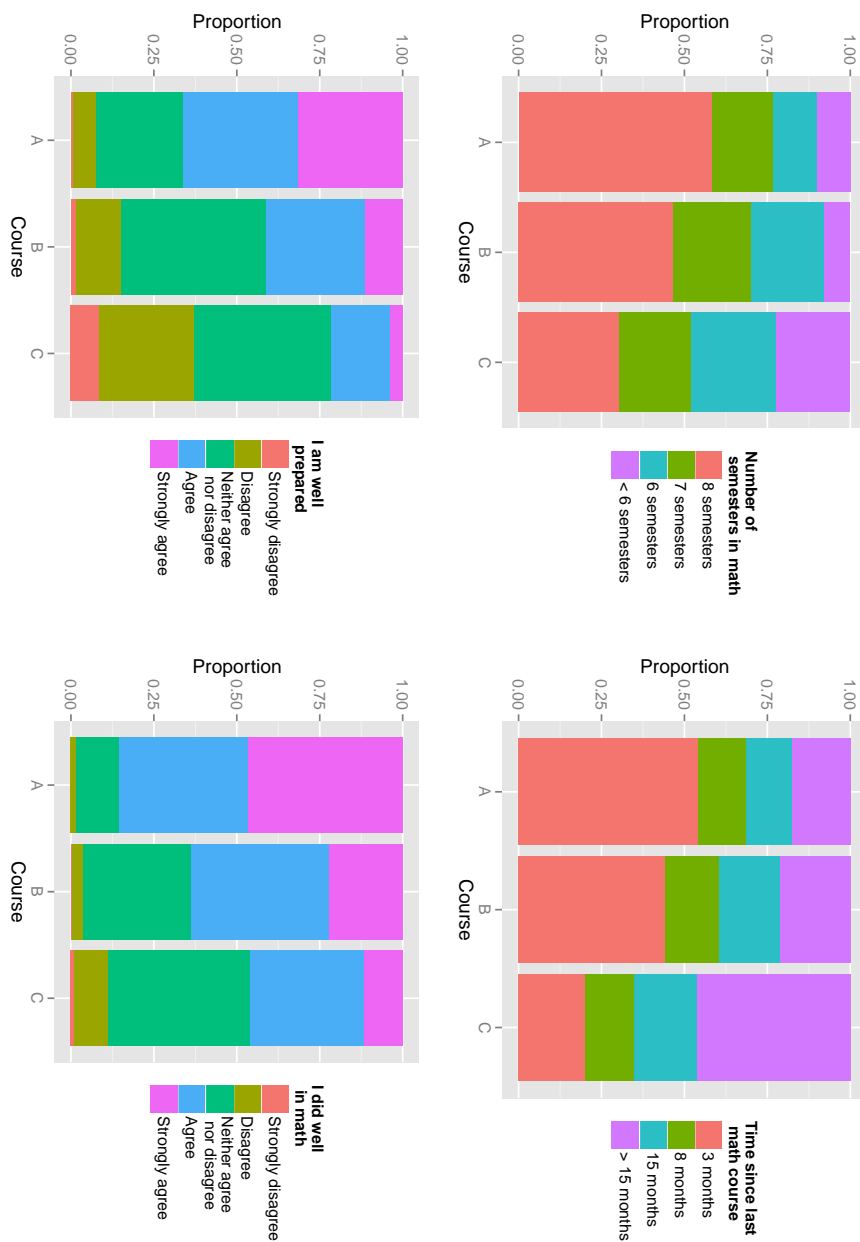 Proportion
1.00
0.75
0.50
0.25
0.00
A
B
C
Course
Number of
semesters in math
8 semesters
7 semesters
6 semesters
< 6 semesters
Proportion
1.00
0.75
0.50
0.25
0.00
A
B
C
Course
Time since last
math course
3 months
8 months
15 months
> 15 months
Proportion
1.00
0.75
0.50
0.25
0.00
A
B
C
Course
I am well
prepared
Strongly disagree
Disagree
Neither agree
nor disagree
Agree
Strongly agree
Proportion
1.00
0.75
0.50
0.25
0.00
A
B
C
Course
I did well
in math
Strongly disagree
Disagree
Neither agree
nor disagree
Agree
Strongly agree